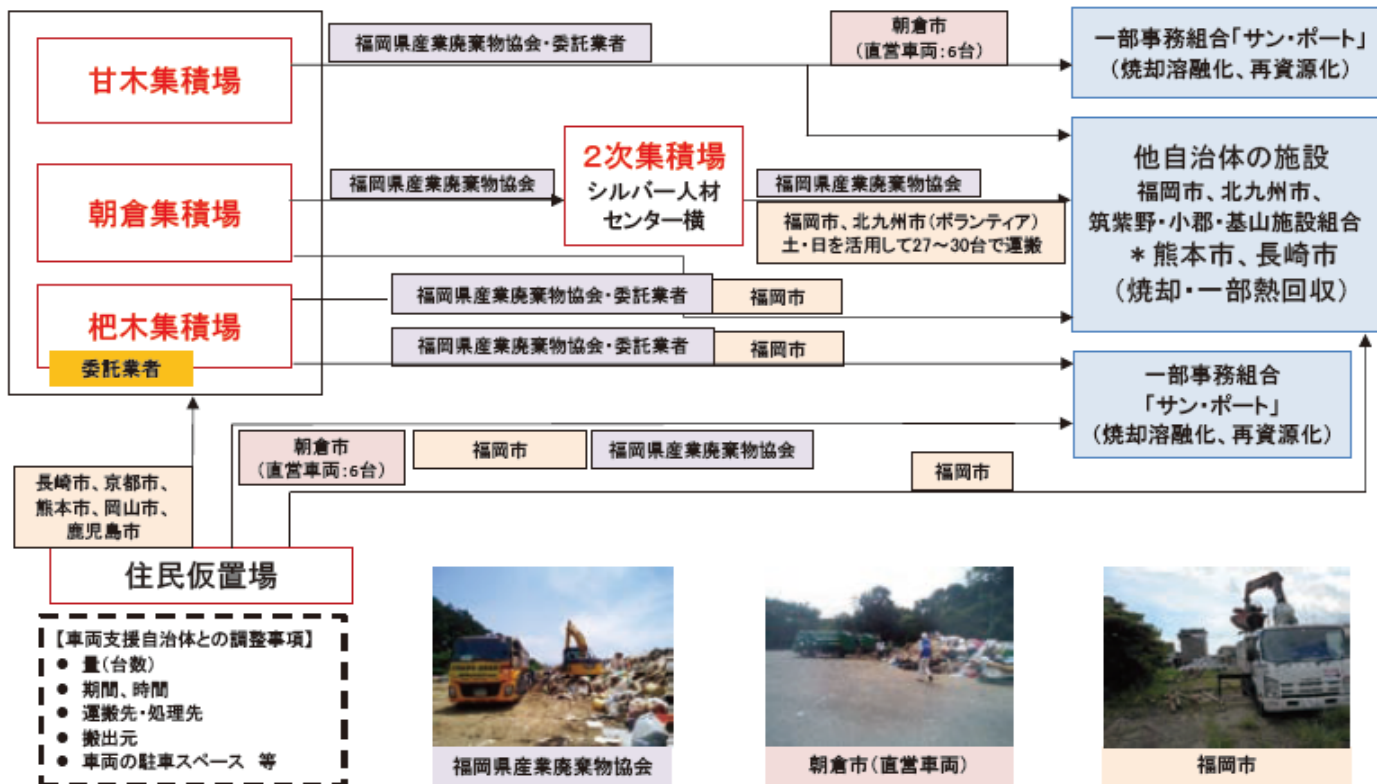 甘木集積場
福岡県産業廃棄物協会・委託業者
朝倉市
（直営車両：6台）
一部事務組合「サン・ポート」
（焼却溶融化、再資源化）
朝倉集積場
福岡県産業廃棄物協会
2次集積場
シルバー人材
センター横
福岡県産業廃棄物協会
福岡市、北九州市（ボランティア）
土・日を活用して27～30台で運搬
他自治体の施設
福岡市、北九州市、
筑紫野・小郡・基山施設組合
＊熊本市、長崎市
（焼却・一部熱回収）
杷木集積場
委託業者
福岡県産業廃棄物協会・委託業者
福岡市
福岡県産業廃棄物協会・委託業者
福岡市
一部事務組合
「サン・ポート」
（焼却溶融化、再資源化）
朝倉市
（直営車両：6台）
福岡市
福岡県産業廃棄物協会
福岡市
長崎市、京都市、
熊本市、岡山市、
鹿児島市
住民仮置場
【車両支援自治体との調整事項】
● 量（台数）
● 期間、時間
● 運搬先・処理先
● 搬出元
● 車両の駐車スペース 等
福岡県産業廃棄物協会
朝倉市（直営車両）
福岡市